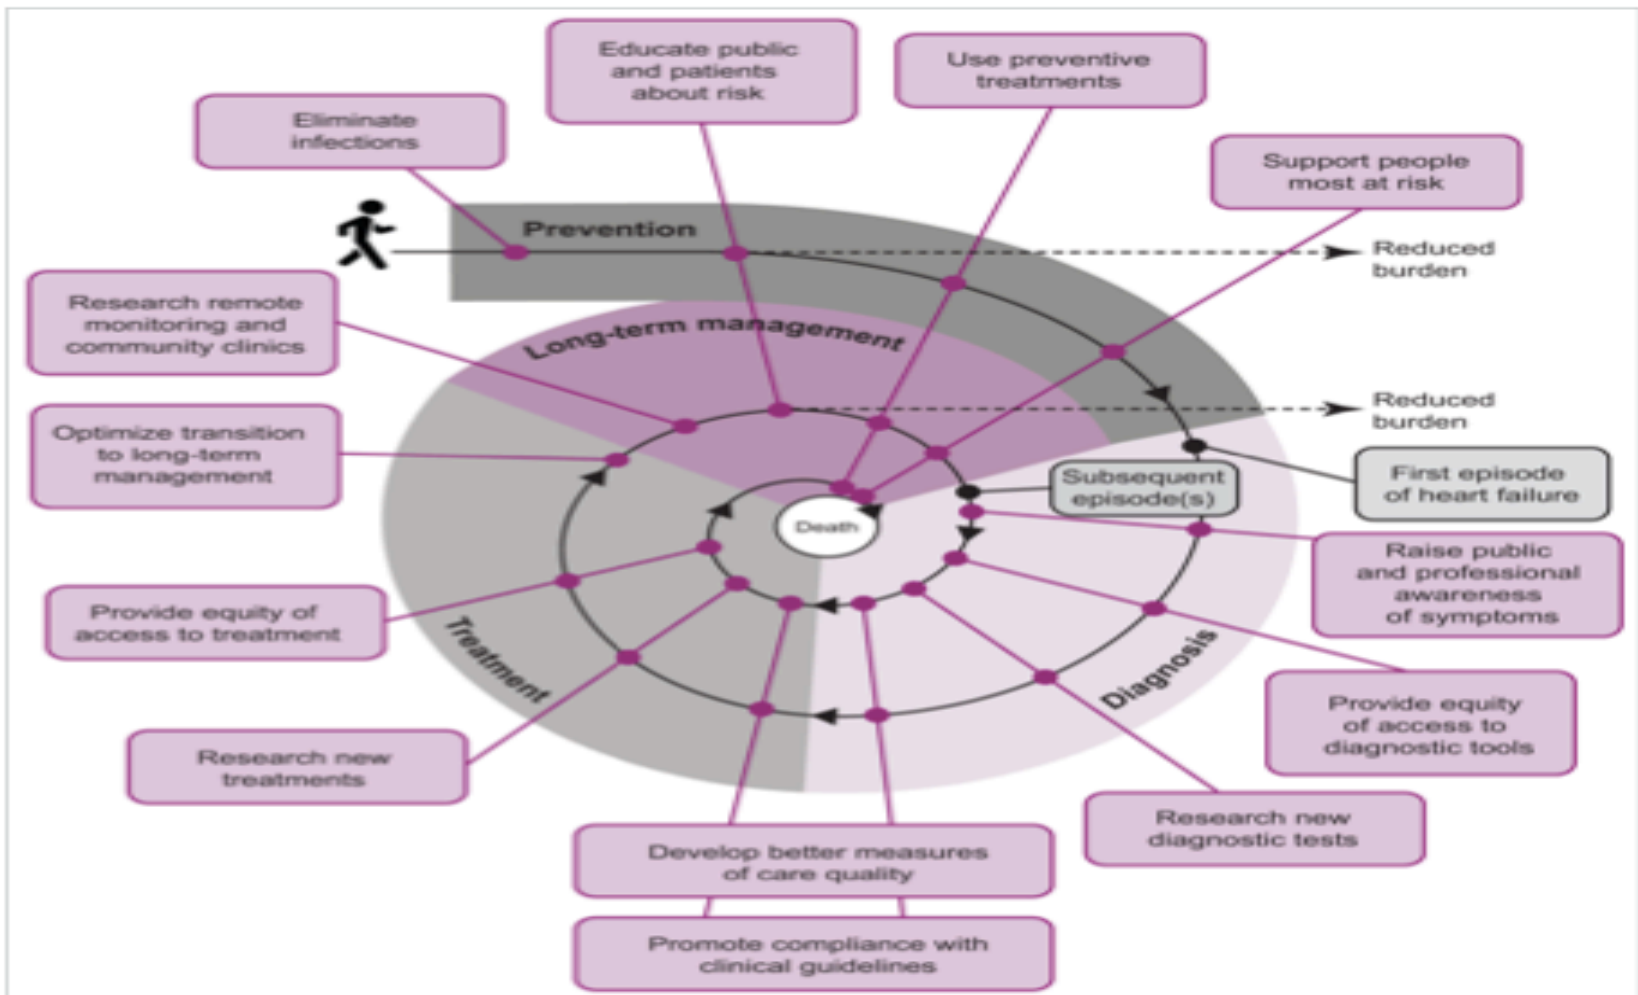 Educate public
and patients
about risk
Use preventive
treatments
Eliminate
infections
Support people
most at risk
Prevention
Reduced
burden
Research remote
monitoring and
community clinics
Long-term management
Reduced
burden
Optimize transition
to long-term
management
First episode
of heart failure
Subsequent
episode(s)
Death
Raise public
and professional
awareness
of symptoms
Provide equity of
access to treatment
Treatment
Diagnosis
Provide equity
of access to
diagnostic tools
Research new
treatments
Research new
diagnostic tests
Develop better measures
of care quality
Promote compliance with
clinical guidelines